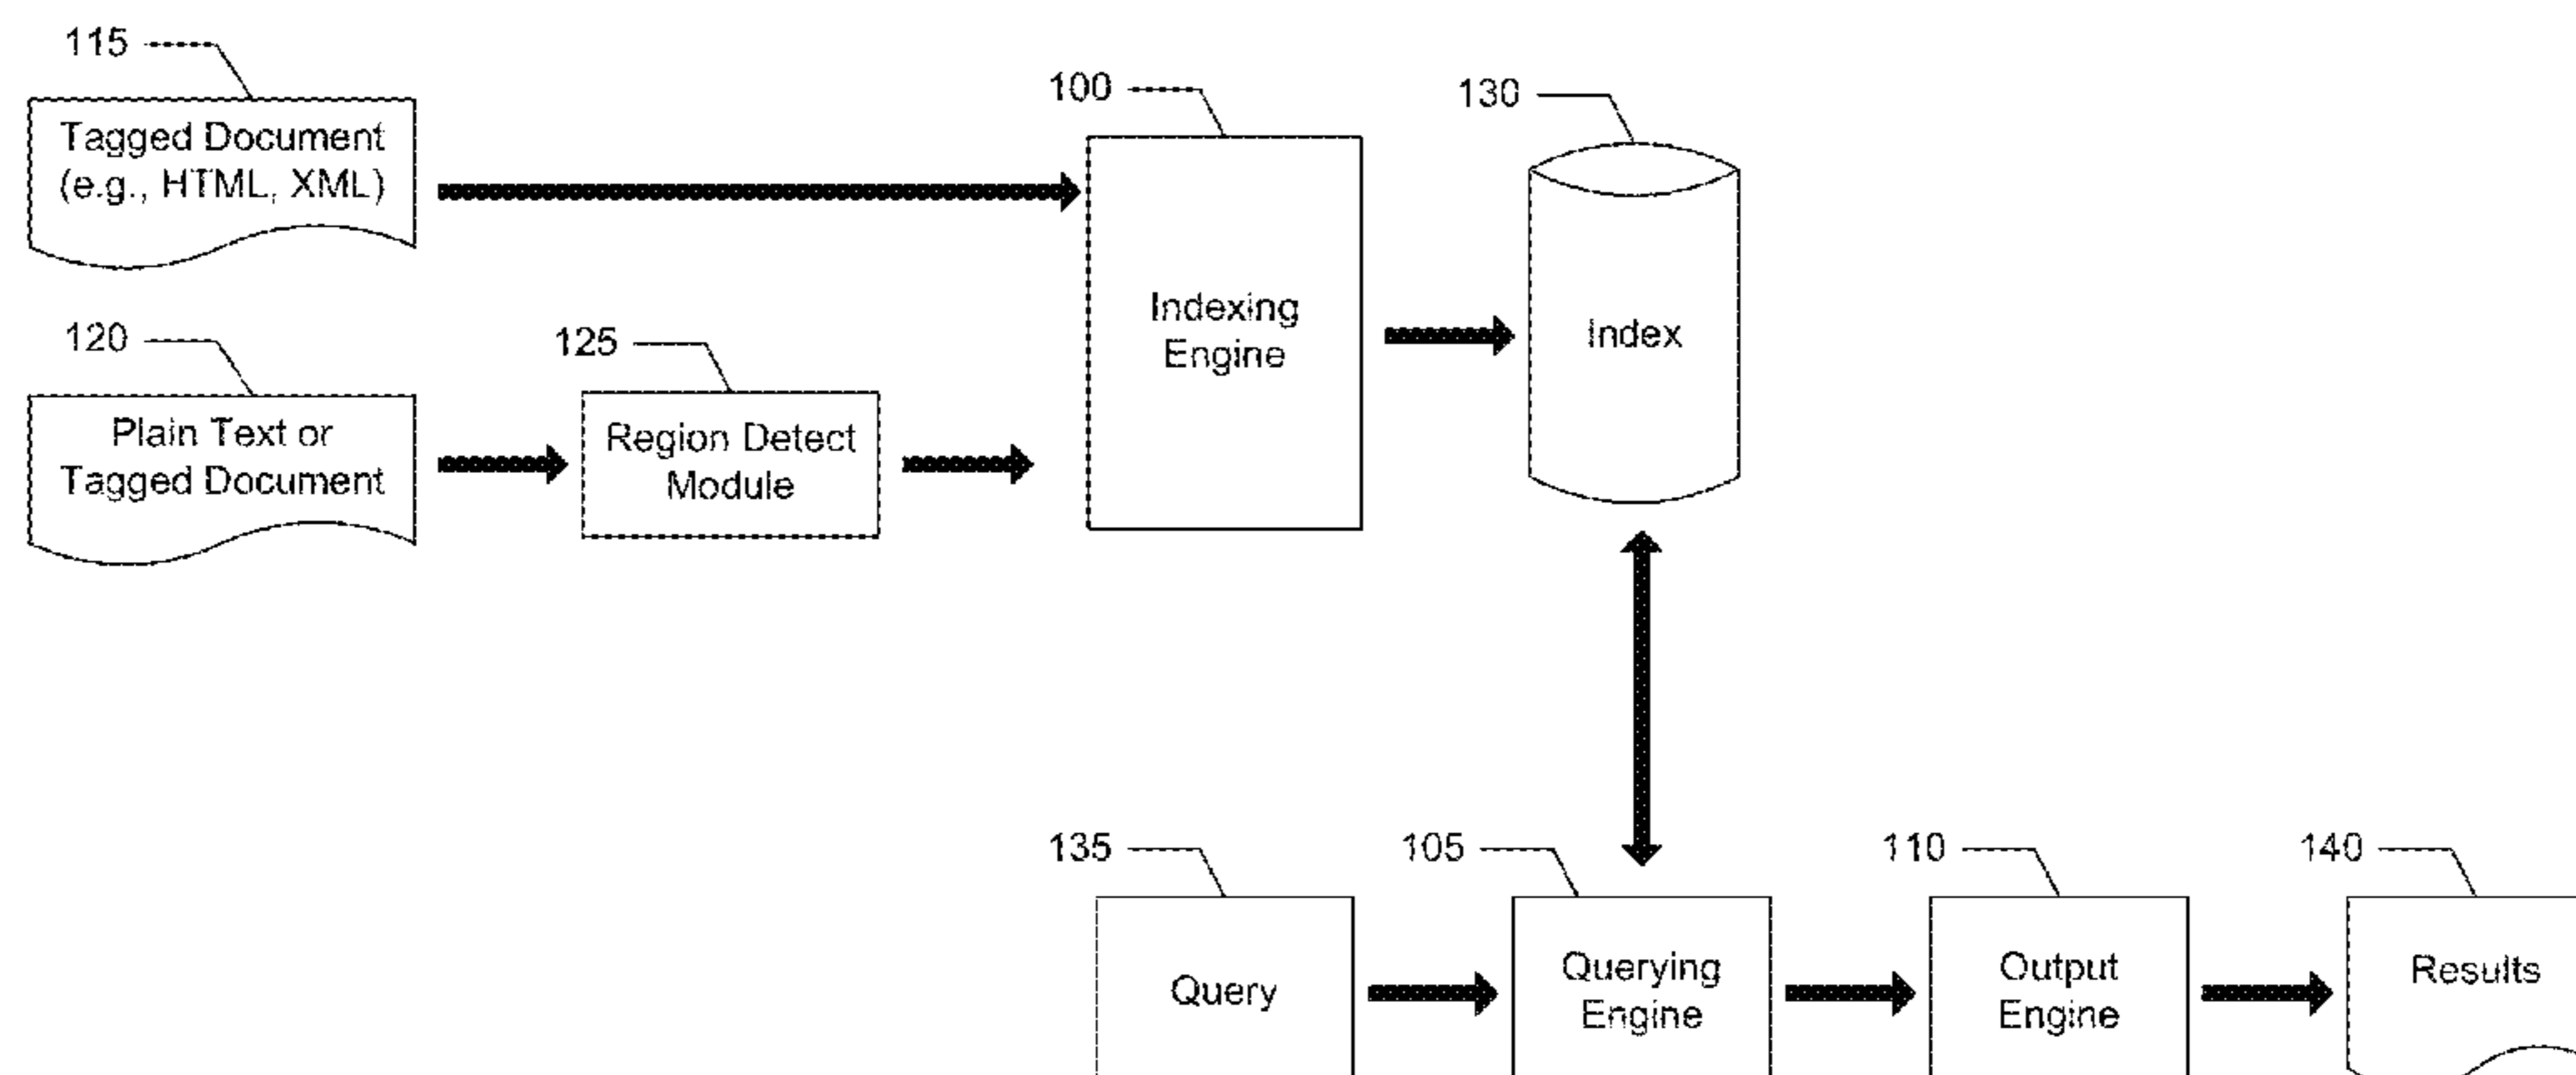 115
Tagged Document
(e.g., HTML, XML)
100
Indexing
Engine
130
Index
120
Plain Text or
Tagged Document
125
Region Detect
Module
135
Query
105
Querying
Engine
110
Output
Engine
140
Results